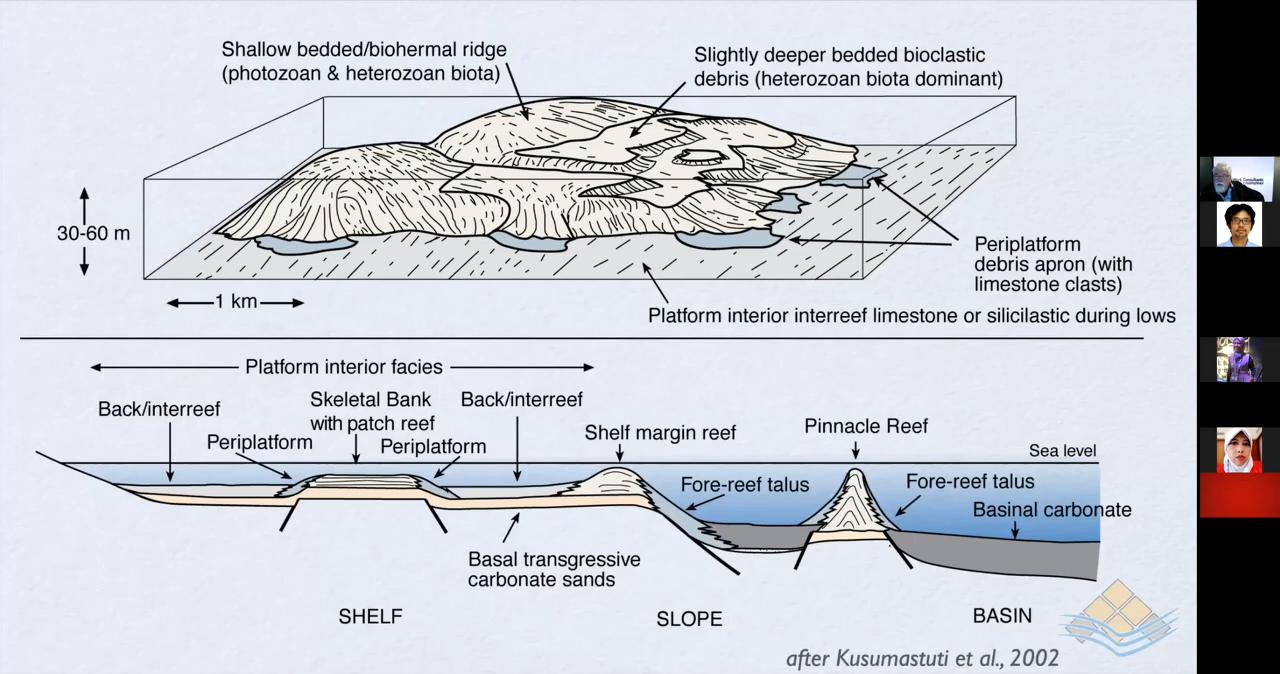 Shallow bedded/biohermal ridge
(photozoan & heterozoan biota)
Slightly deeper bedded bioclastic
debris (heterozoan biota dominant)
30-60 m
1 km
Periplatform
debris apron (with
limestone clasts)
Platform interior interreef limestone or silicilastic during lows
Platform interior facies
Back/interreef
Skeletal Bank
with patch reef
Back/interreef
Periplatform
Periplatform
Shelf margin reef
Pinnacle Reef
Sea level
Fore-reef talus
Fore-reef talus
Basinal carbonate
Basal transgressive
carbonate sands
SHELF
SLOPE
BASIN
after Kusumastuti et al., 2002